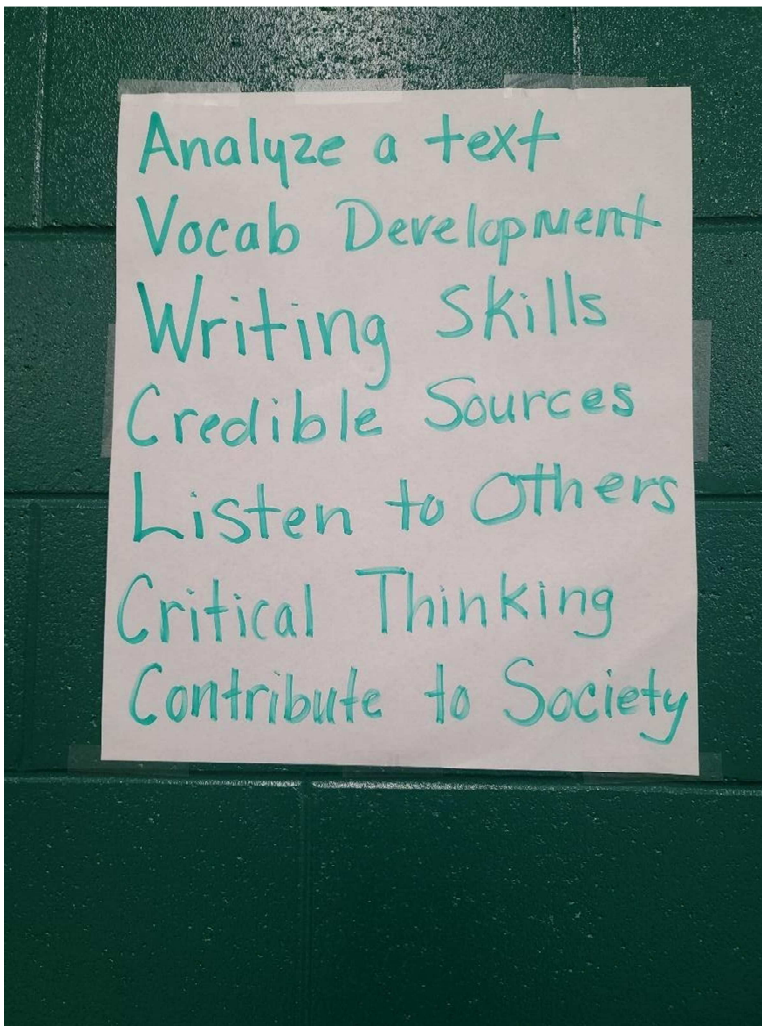 Analyze a text
Vocab Development
Writing Skills
Credible Sources
Listen to Others
Critical Thinking
Contribute to Society